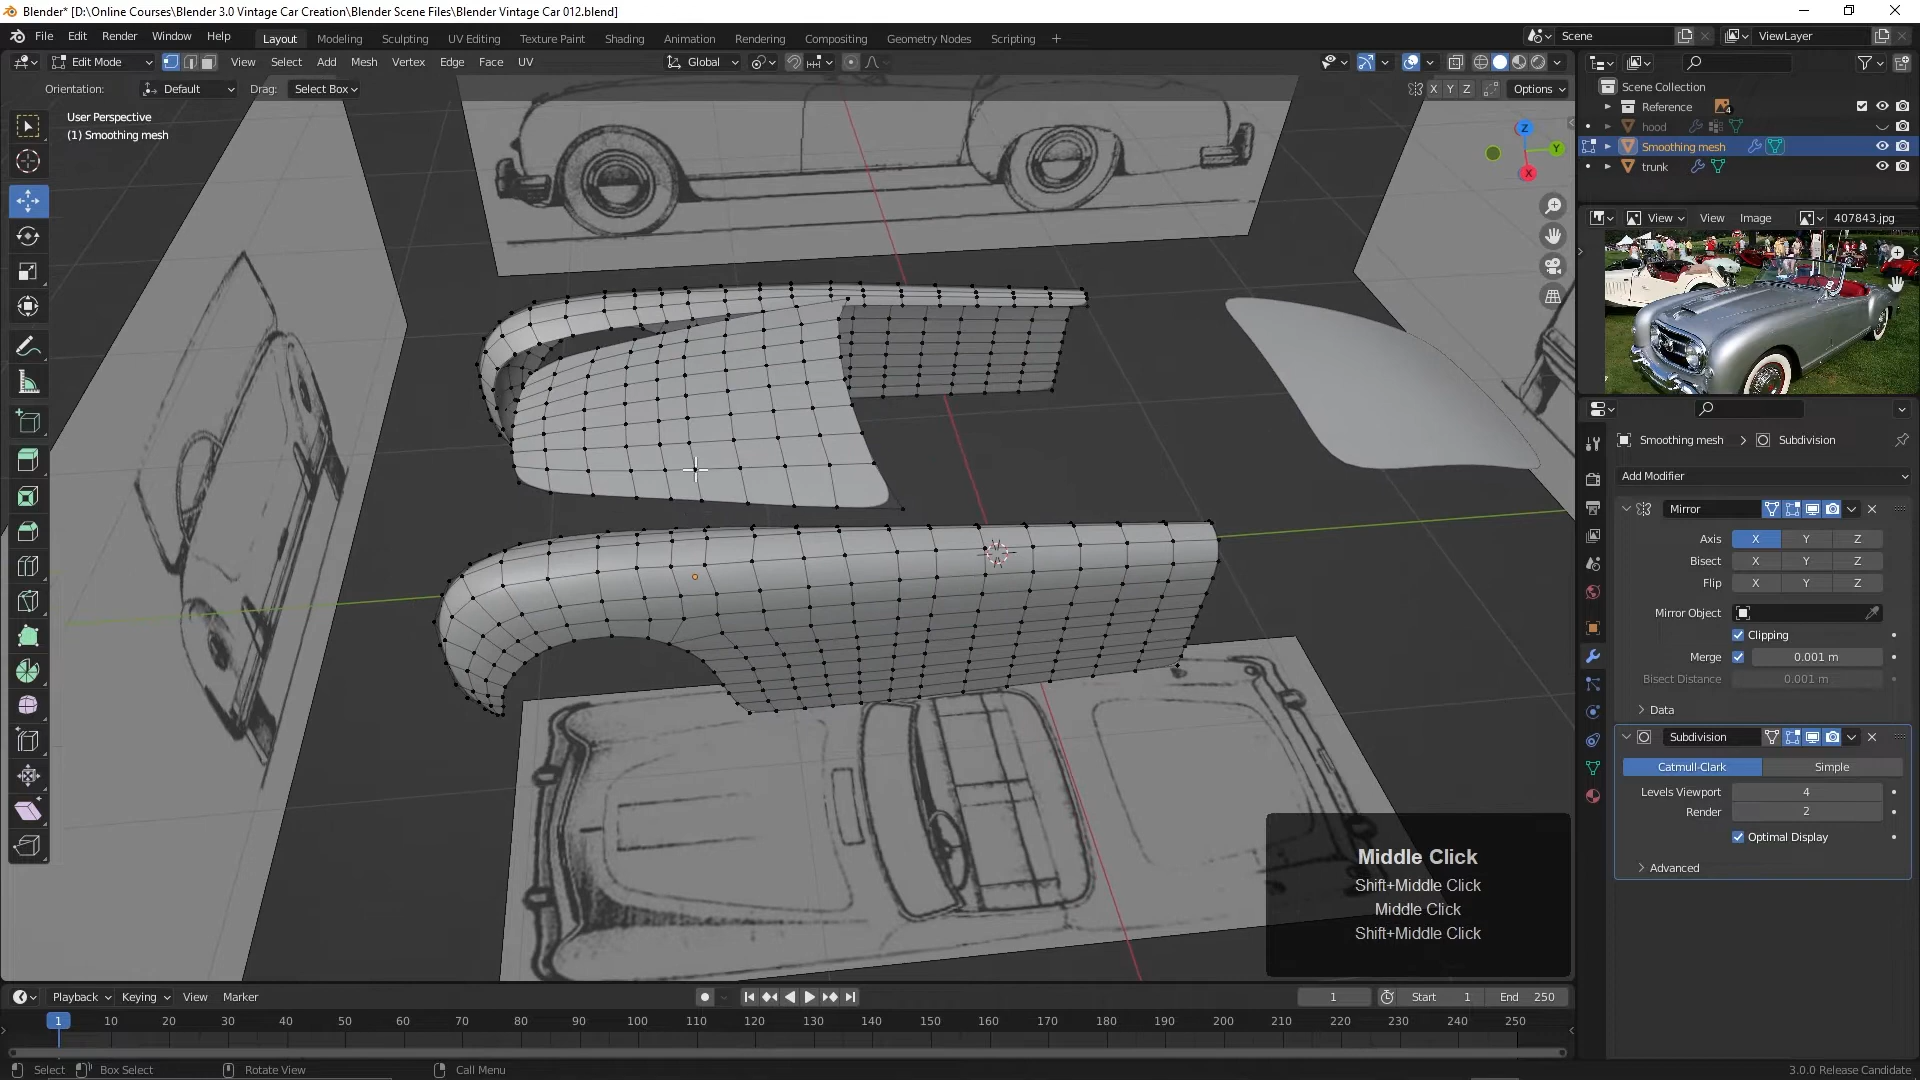 Blender* [D:\Online Courses\Blender 3.0 Vintage Car Creation\Blender Scene Files\Blender Vintage Car 012.blend]
File Edit Render Window Help Layout Modeling Sculpting UV Editing Texture Paint Shading Animation Rendering Compositing Geometry Nodes Scripting + Scene ViewLayer
Edit Mode View Select Add Mesh Vertex Edge Face UV Global
Orientation: Default Drag: Select Box X Y Z Options
User Perspective
(1) Smoothing mesh
Z
Y
X
Scene Collection
Reference 4
hood
Smoothing mesh
trunk
View View Image 407843.jpg
Smoothing mesh > Subdivision
Add Modifier
Mirror
Axis X Y Z
Bisect X Y Z
Flip X Y Z
Mirror Object
Clipping
Merge 0.001 m
Bisect Distance 0.001 m
Data
Subdivision
Catmull-Clark Simple
Levels Viewport 4
Render 2
Optimal Display
Advanced
Middle Click
Shift+Middle Click
Middle Click
Shift+Middle Click
Playback Keying View Marker 1 Start 1 End 250
1 10 20 30 40 50 60 70 80 90 100 110 120 130 140 150 160 170 180 190 200 210 220 230 240 250
Select Box Select Rotate View Call Menu 3.0.0 Release Candidate